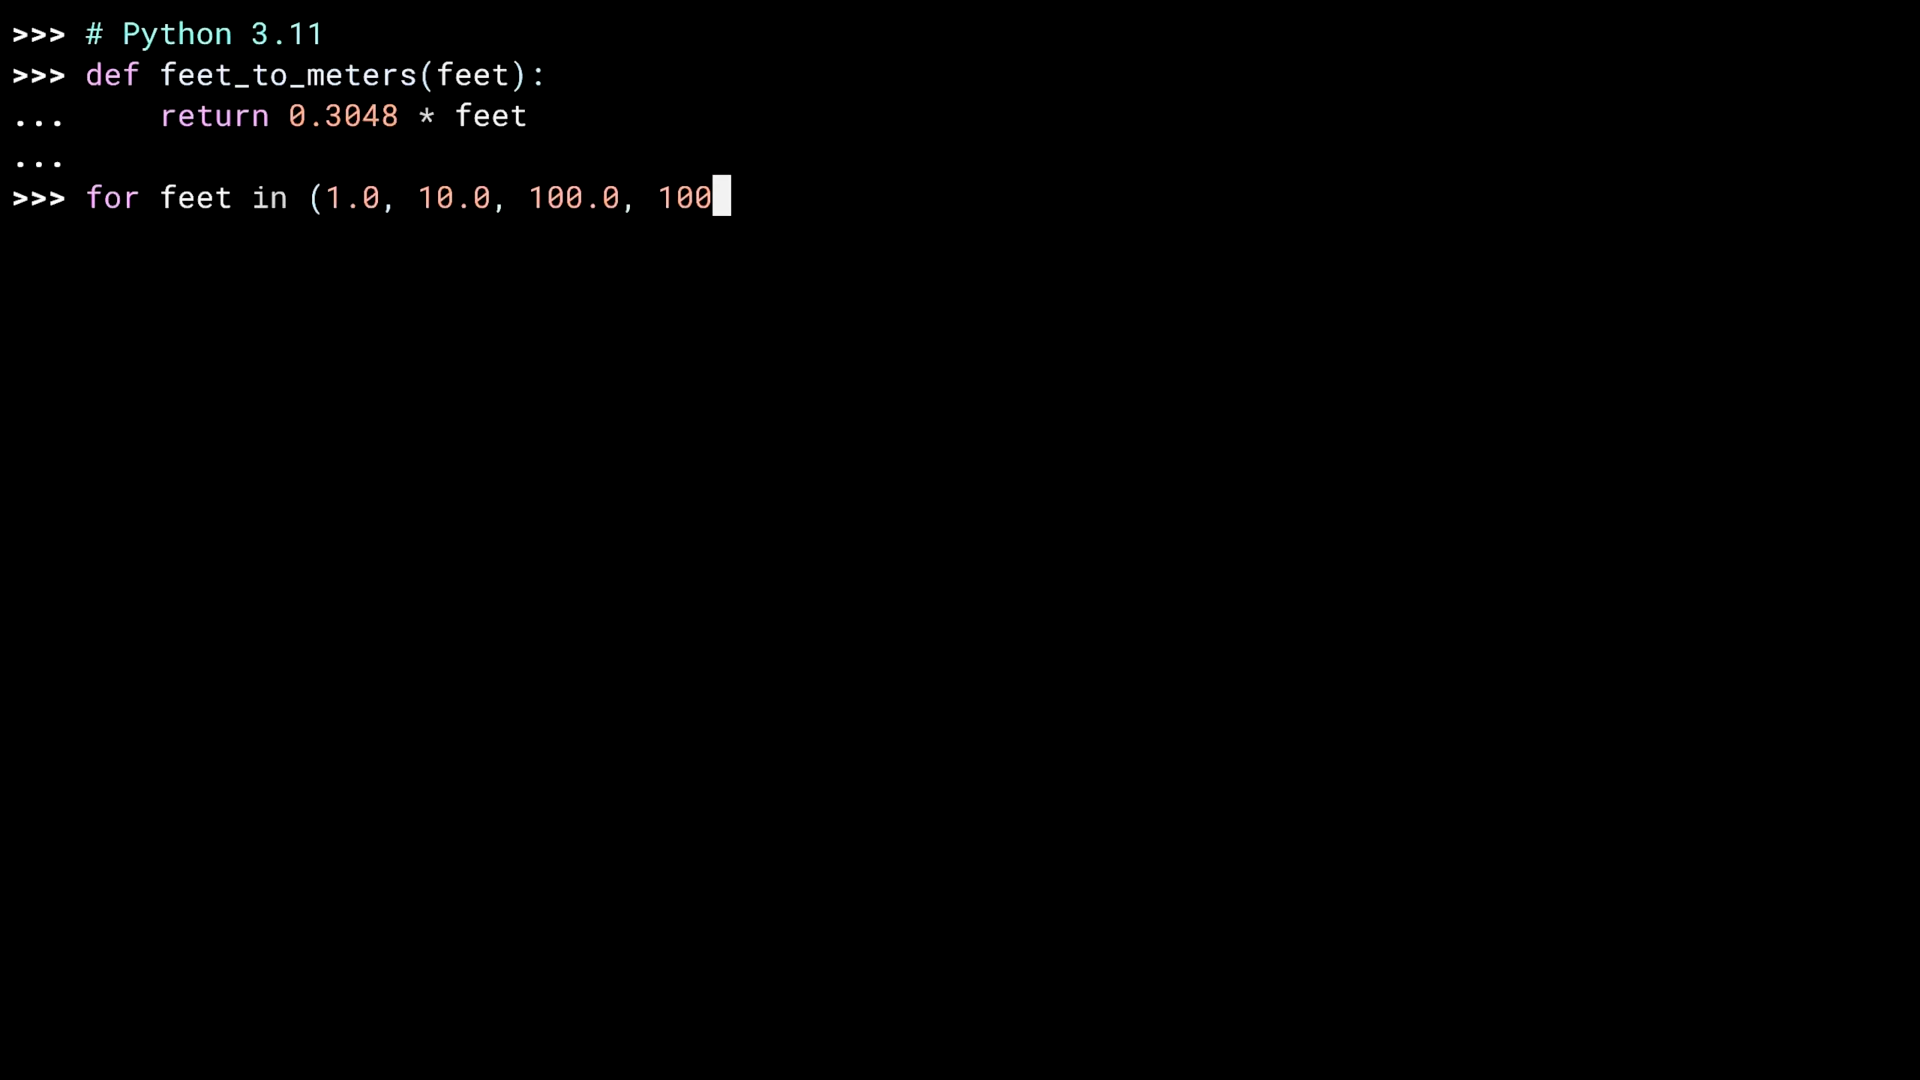 >>> # Python 3.11
>>> def feet_to_meters(feet):
...     return 0.3048 * feet
...
>>> for feet in (1.0, 10.0, 100.0, 100